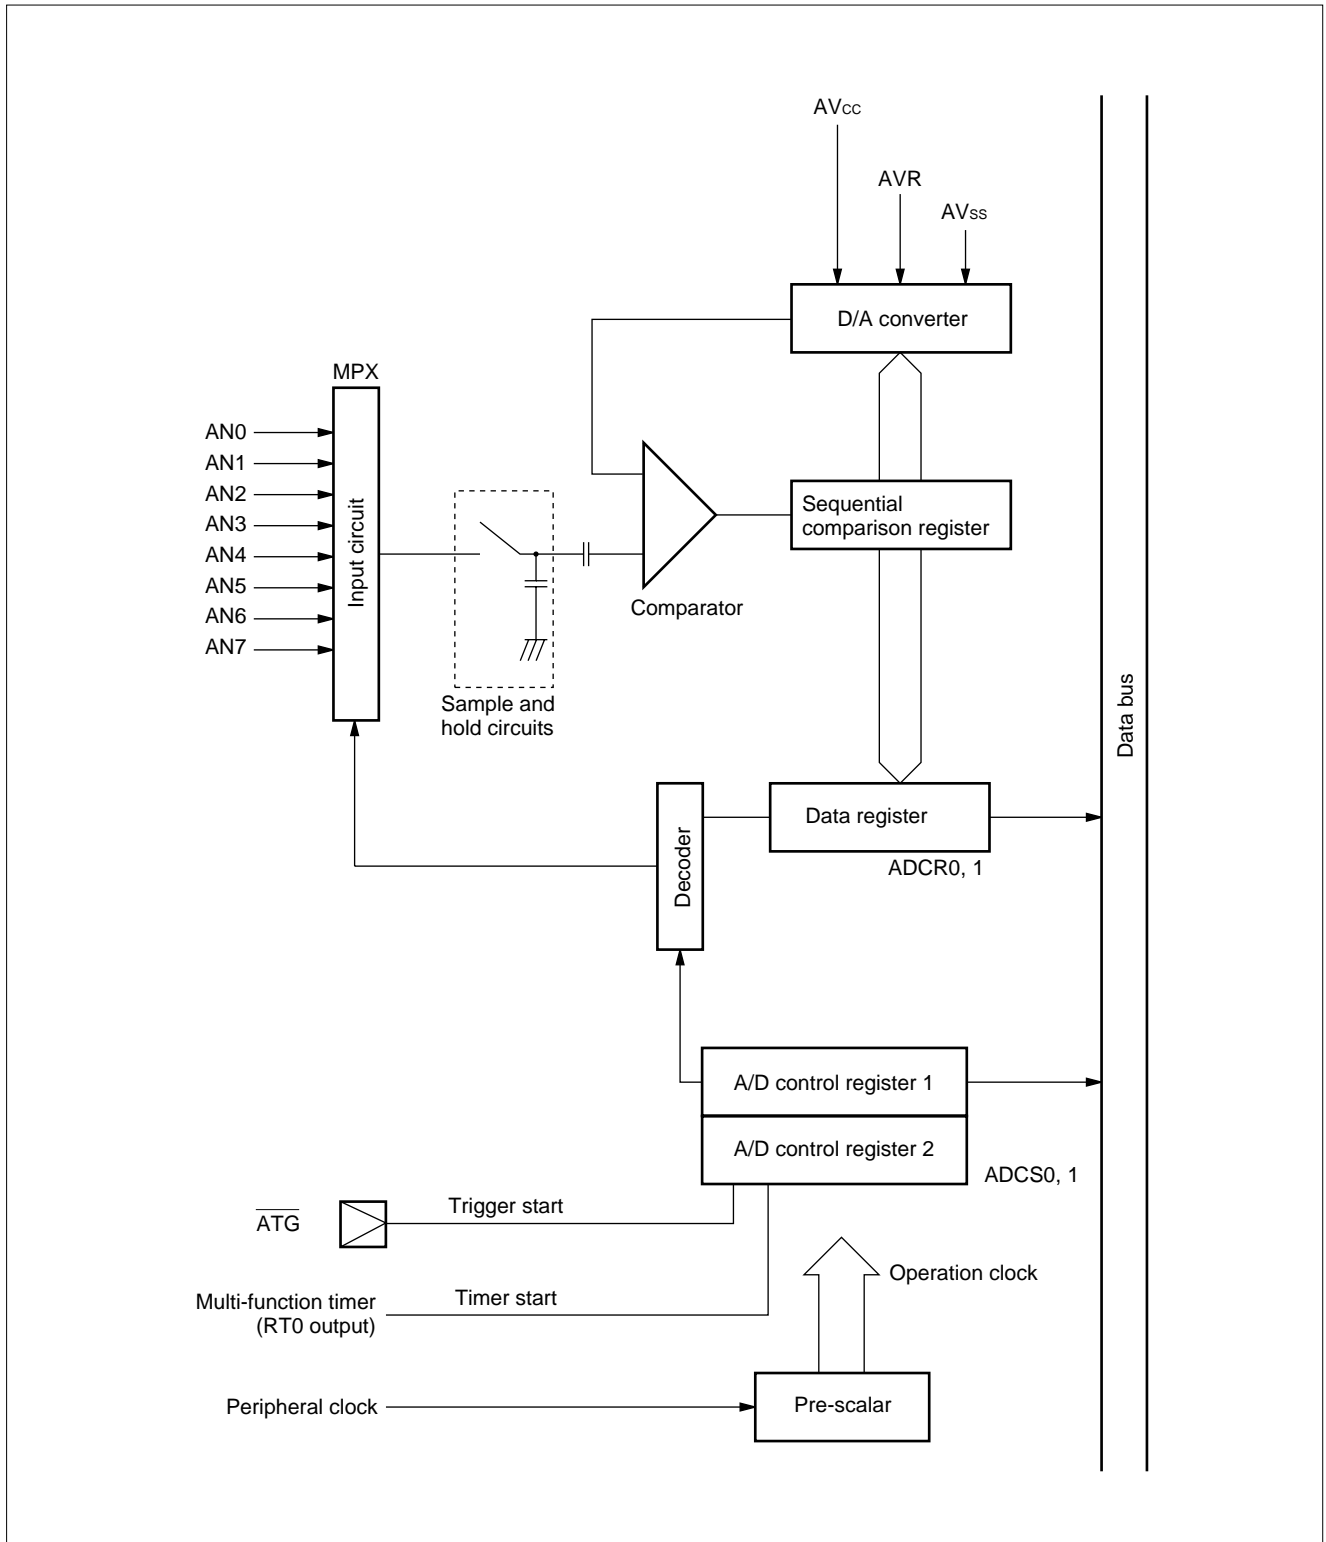 AVCC
AVR
AVSS
D/A converter
MPX
AN0
AN1
AN2
AN3
AN4
AN5
AN6
AN7
Input circuit
Sequential
comparison register
Comparator
Sample and
hold circuits
Data bus
Decoder
Data register
ADCR0, 1
A/D control register 1
A/D control register 2
ADCS0, 1
ATG
Trigger start
Operation clock
Multi-function timer
(RT0 output)
Timer start
Peripheral clock
Pre-scalar